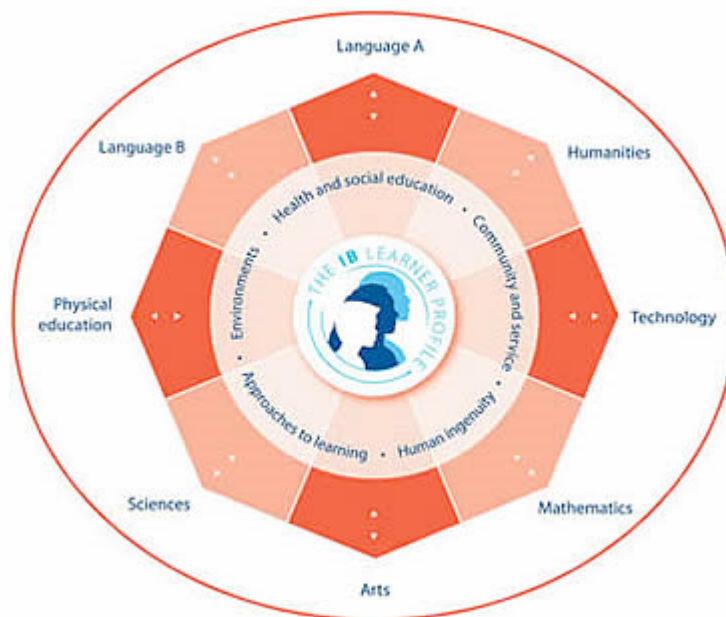 Language A
Language B
Humanities
Health and social education
•
Community and service
•
Environments
•
THE IB LEARNER PROFILE
Physical
education
Technology
Approaches to learning
•
Human ingenuity
•
Sciences
Mathematics
Arts